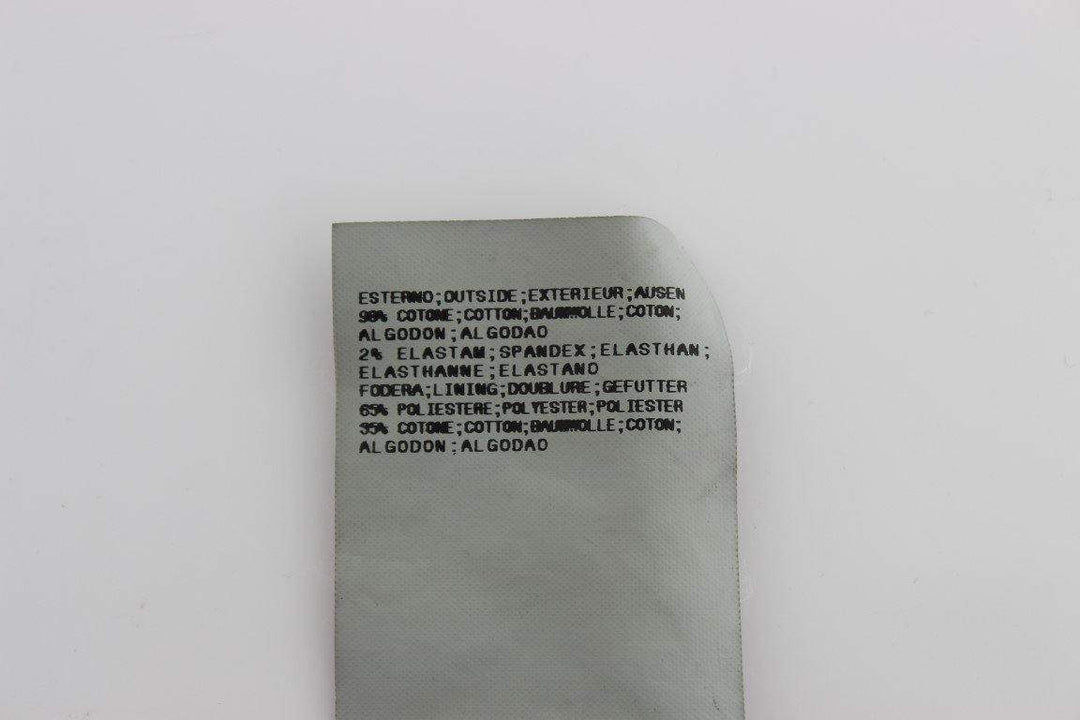 ESTERNO;OUTSIDE;EXTERIEUR;AUSEN
98% COTONE;COTTON;BAUMWOLLE;COTON;
ALGODON;ALGODAO
2% ELASTAM;SPANDEX;ELASTHAN;
ELASTHANNE;ELASTANO
FODERA;LINING;DOUBLURE;GEFUTTER
65% POLIESTERE;POLYESTER;POLIESTER
35% COTONE;COTTON;BAUMWOLLE;COTON;
ALGODON;ALGODAO